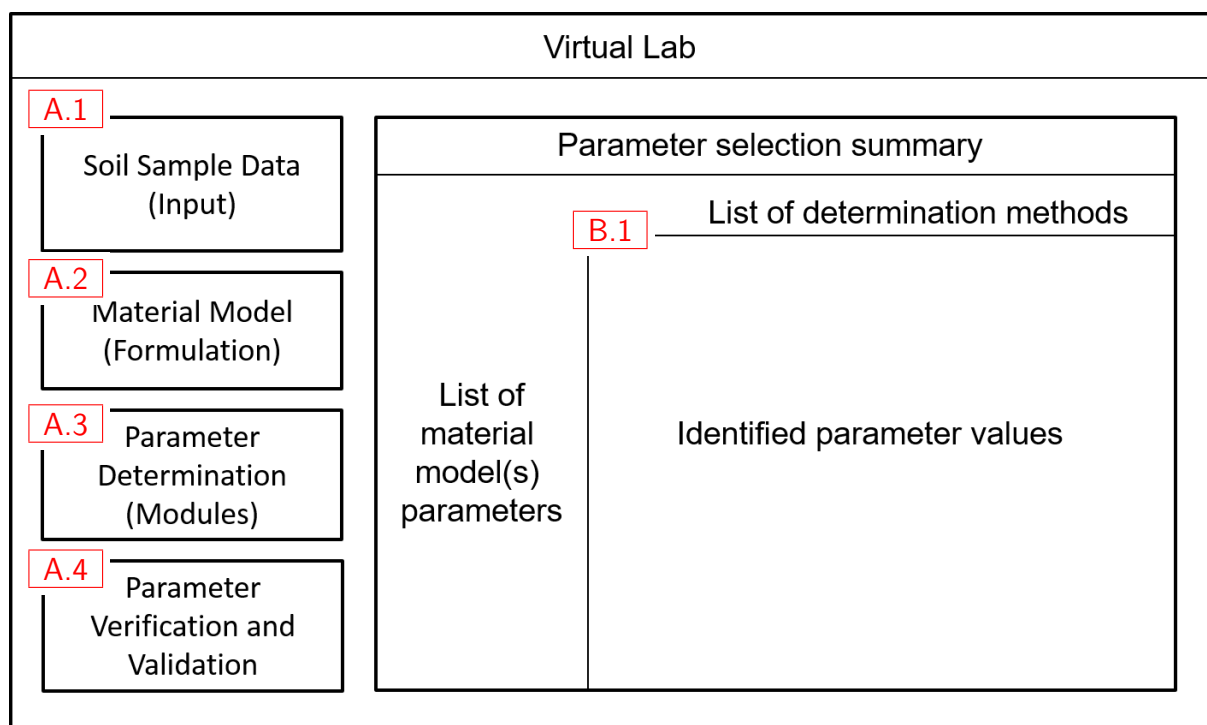 Virtual Lab
A.1
Soil Sample Data
(Input)
A.2
Material Model
(Formulation)
A.3
Parameter
Determination
(Modules)
A.4
Parameter
Verification and
Validation
Parameter selection summary
List of determination methods
B.1
List of
material
model(s)
parameters
Identified parameter values